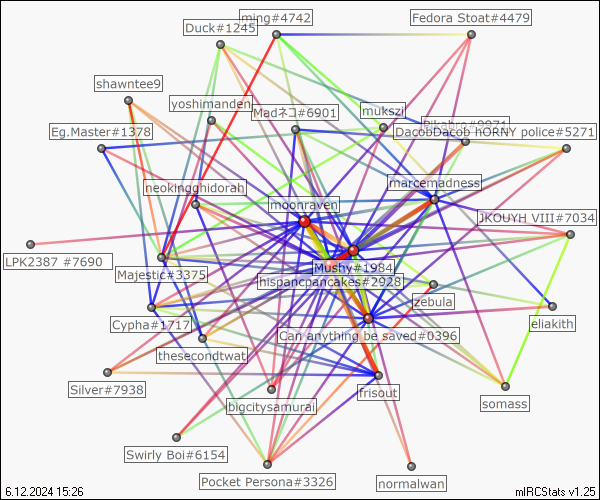 ming#4742
Fedora Stoat#4479
Duck#1245
shawntee9
yoshimanden
Madネコ#6901
mukszi
Eg.Master#1378
DacobDacob hORNY police#5271
neokingghidorah
marcemadness
moonraven
JKOUYH VIII#7034
LPK2387 #7690
Majestic#3375
Mushy#1984
hispancpancakes#2928
zebula
Cypha#1717
eliakith
Can anything be saved#0396
thesecondtwat
Silver#7938
frisout
somass
bigcitysamurai
Swirly Boi#6154
Pocket Persona#3326
normalwan
6.12.2024 15:26
mIRCStats v1.25